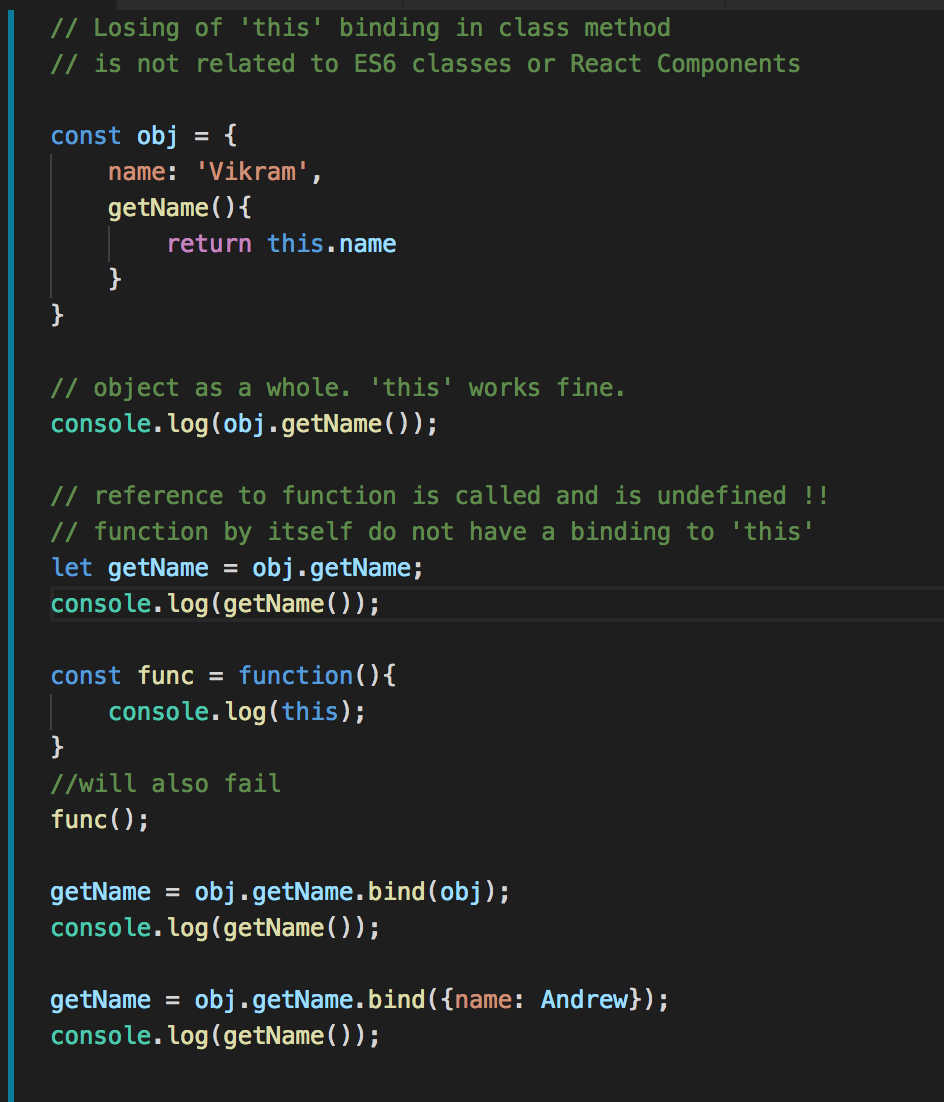 // Losing of 'this' binding in class method
// is not related to ES6 classes or React Components
const obj = {
name: 'Vikram',
getName(){
return this.name
}
}
// object as a whole. 'this' works fine.
console.log(obj.getName());
// reference to function is called and is undefined !!
// function by itself do not have a binding to 'this'
let getName = obj.getName;
console.log(getName());
const func = function(){
console.log(this);
}
//will also fail
func();
getName = obj.getName.bind(obj);
console.log(getName());
getName = obj.getName.bind({name: Andrew});
console.log(getName());